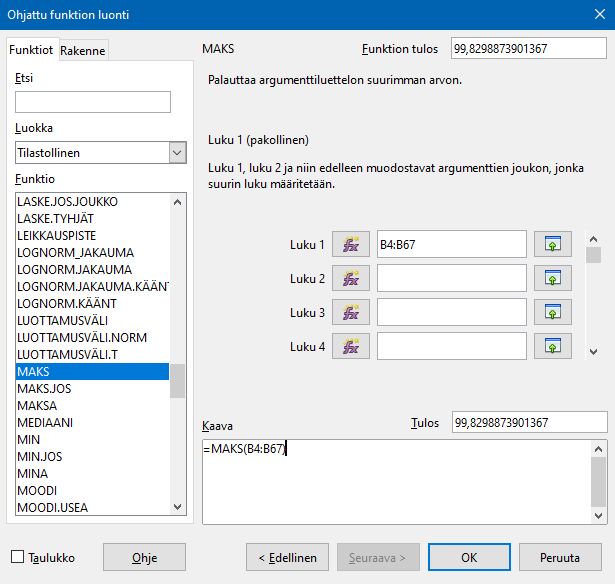 Ohjattu funktion luonti
Funktiot
Rakenne
Etsi
Luokka
Tilastollinen
Funktio
LASKE.JOS.JOUKKO
LASKE.TYHJÄT
LEIKKAUSPISTE
LOGNORM_JAKAUMA
LOGNORM.JAKAUMA
LOGNORM.JAKAUMA.KÄÄNT
LOGNORM.KÄÄNT
LUOTTAMUSVÄLI
LUOTTAMUSVÄLI.NORM
LUOTTAMUSVÄLI.T
MAKS
MAKS.JOS
MAKSA
MEDIAANI
MIN
MIN.JOS
MINA
MOODI
MOODI.USEA
MAKS
Funktion tulos 99,8298873901367
Palauttaa argumenttiluettelon suurimman arvon.
Luku 1 (pakollinen)
Luku 1, luku 2 ja niin edelleen muodostavat argumenttien joukon, jonka
suurin luku määritetään.
Luku 1 fx B4:B67
Luku 2 fx
Luku 3 fx
Luku 4 fx
Kaava
Tulos 99,8298873901367
=MAKS(B4:B67)
Taulukko
Ohje
< Edellinen
Seuraava >
OK
Peruuta